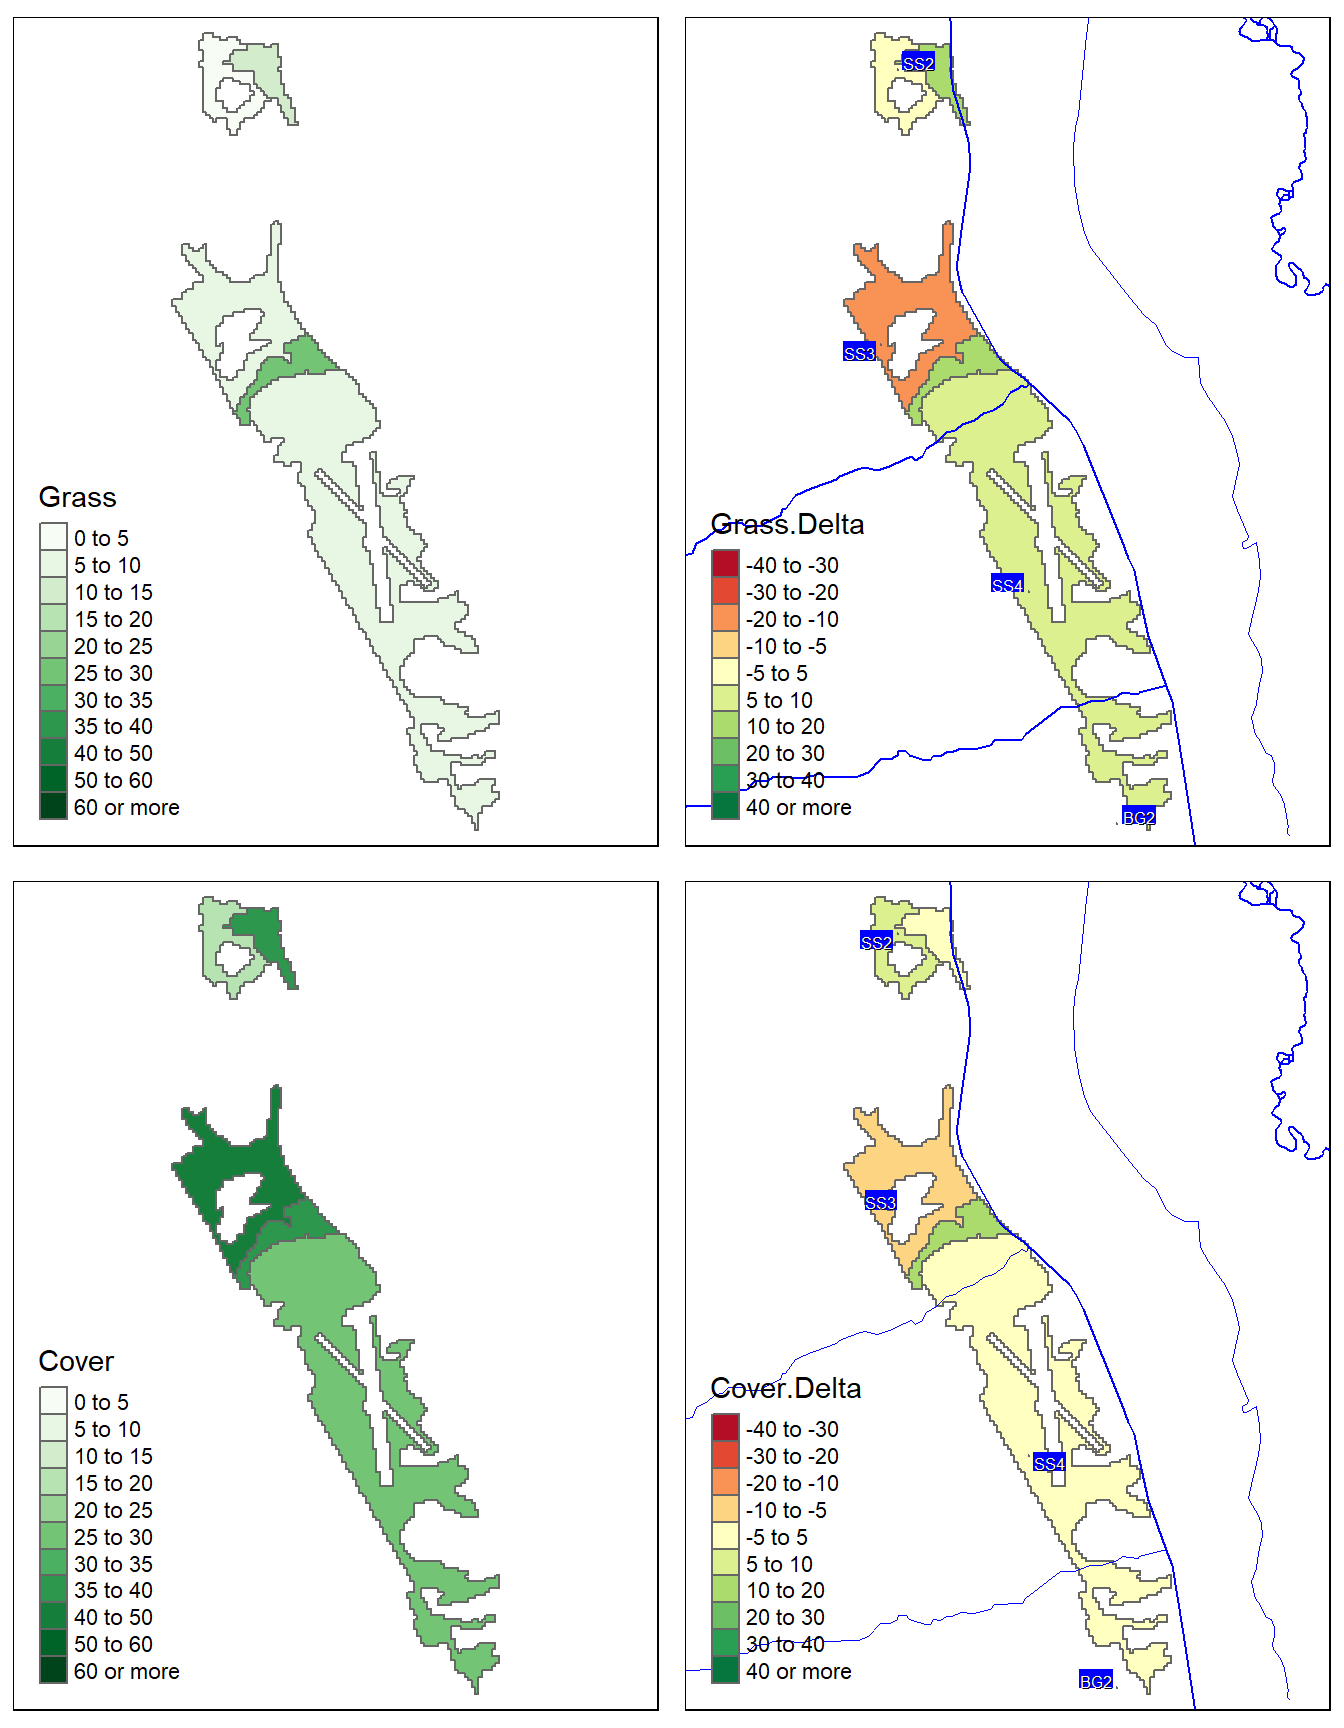 Grass
0 to 5
5 to 10
10 to 15
15 to 20
20 to 25
25 to 30
30 to 35
35 to 40
40 to 50
50 to 60
60 or more
SS2
SS3
SS4
BG2
Grass.Delta
-40 to -30
-30 to -20
-20 to -10
-10 to -5
-5 to 5
5 to 10
10 to 20
20 to 30
30 to 40
40 or more
Cover
0 to 5
5 to 10
10 to 15
15 to 20
20 to 25
25 to 30
30 to 35
35 to 40
40 to 50
50 to 60
60 or more
SS2
SS3
SS4
BG2
Cover.Delta
-40 to -30
-30 to -20
-20 to -10
-10 to -5
-5 to 5
5 to 10
10 to 20
20 to 30
30 to 40
40 or more